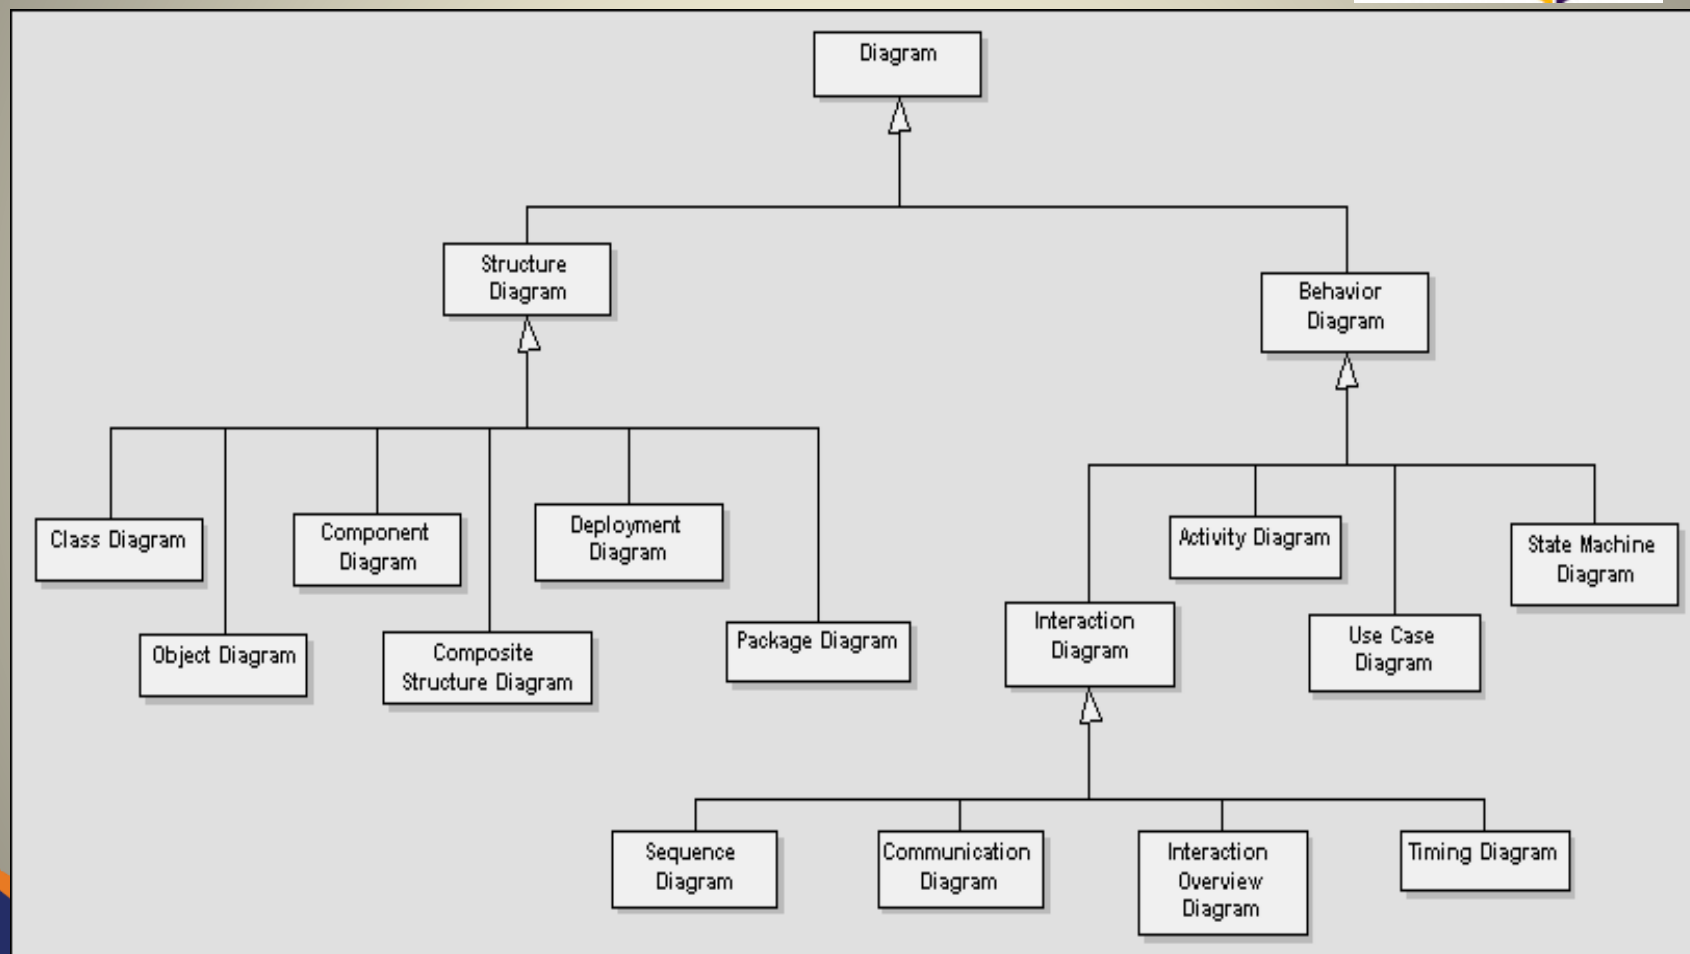 Diagram
Structure
Diagram
Behavior
Diagram
Class Diagram
Component
Diagram
Deployment
Diagram
Activity Diagram
State Machine
Diagram
Object Diagram
Composite
Structure Diagram
Package Diagram
Interaction
Diagram
Use Case
Diagram
Sequence
Diagram
Communication
Diagram
Interaction
Overview
Diagram
Timing Diagram